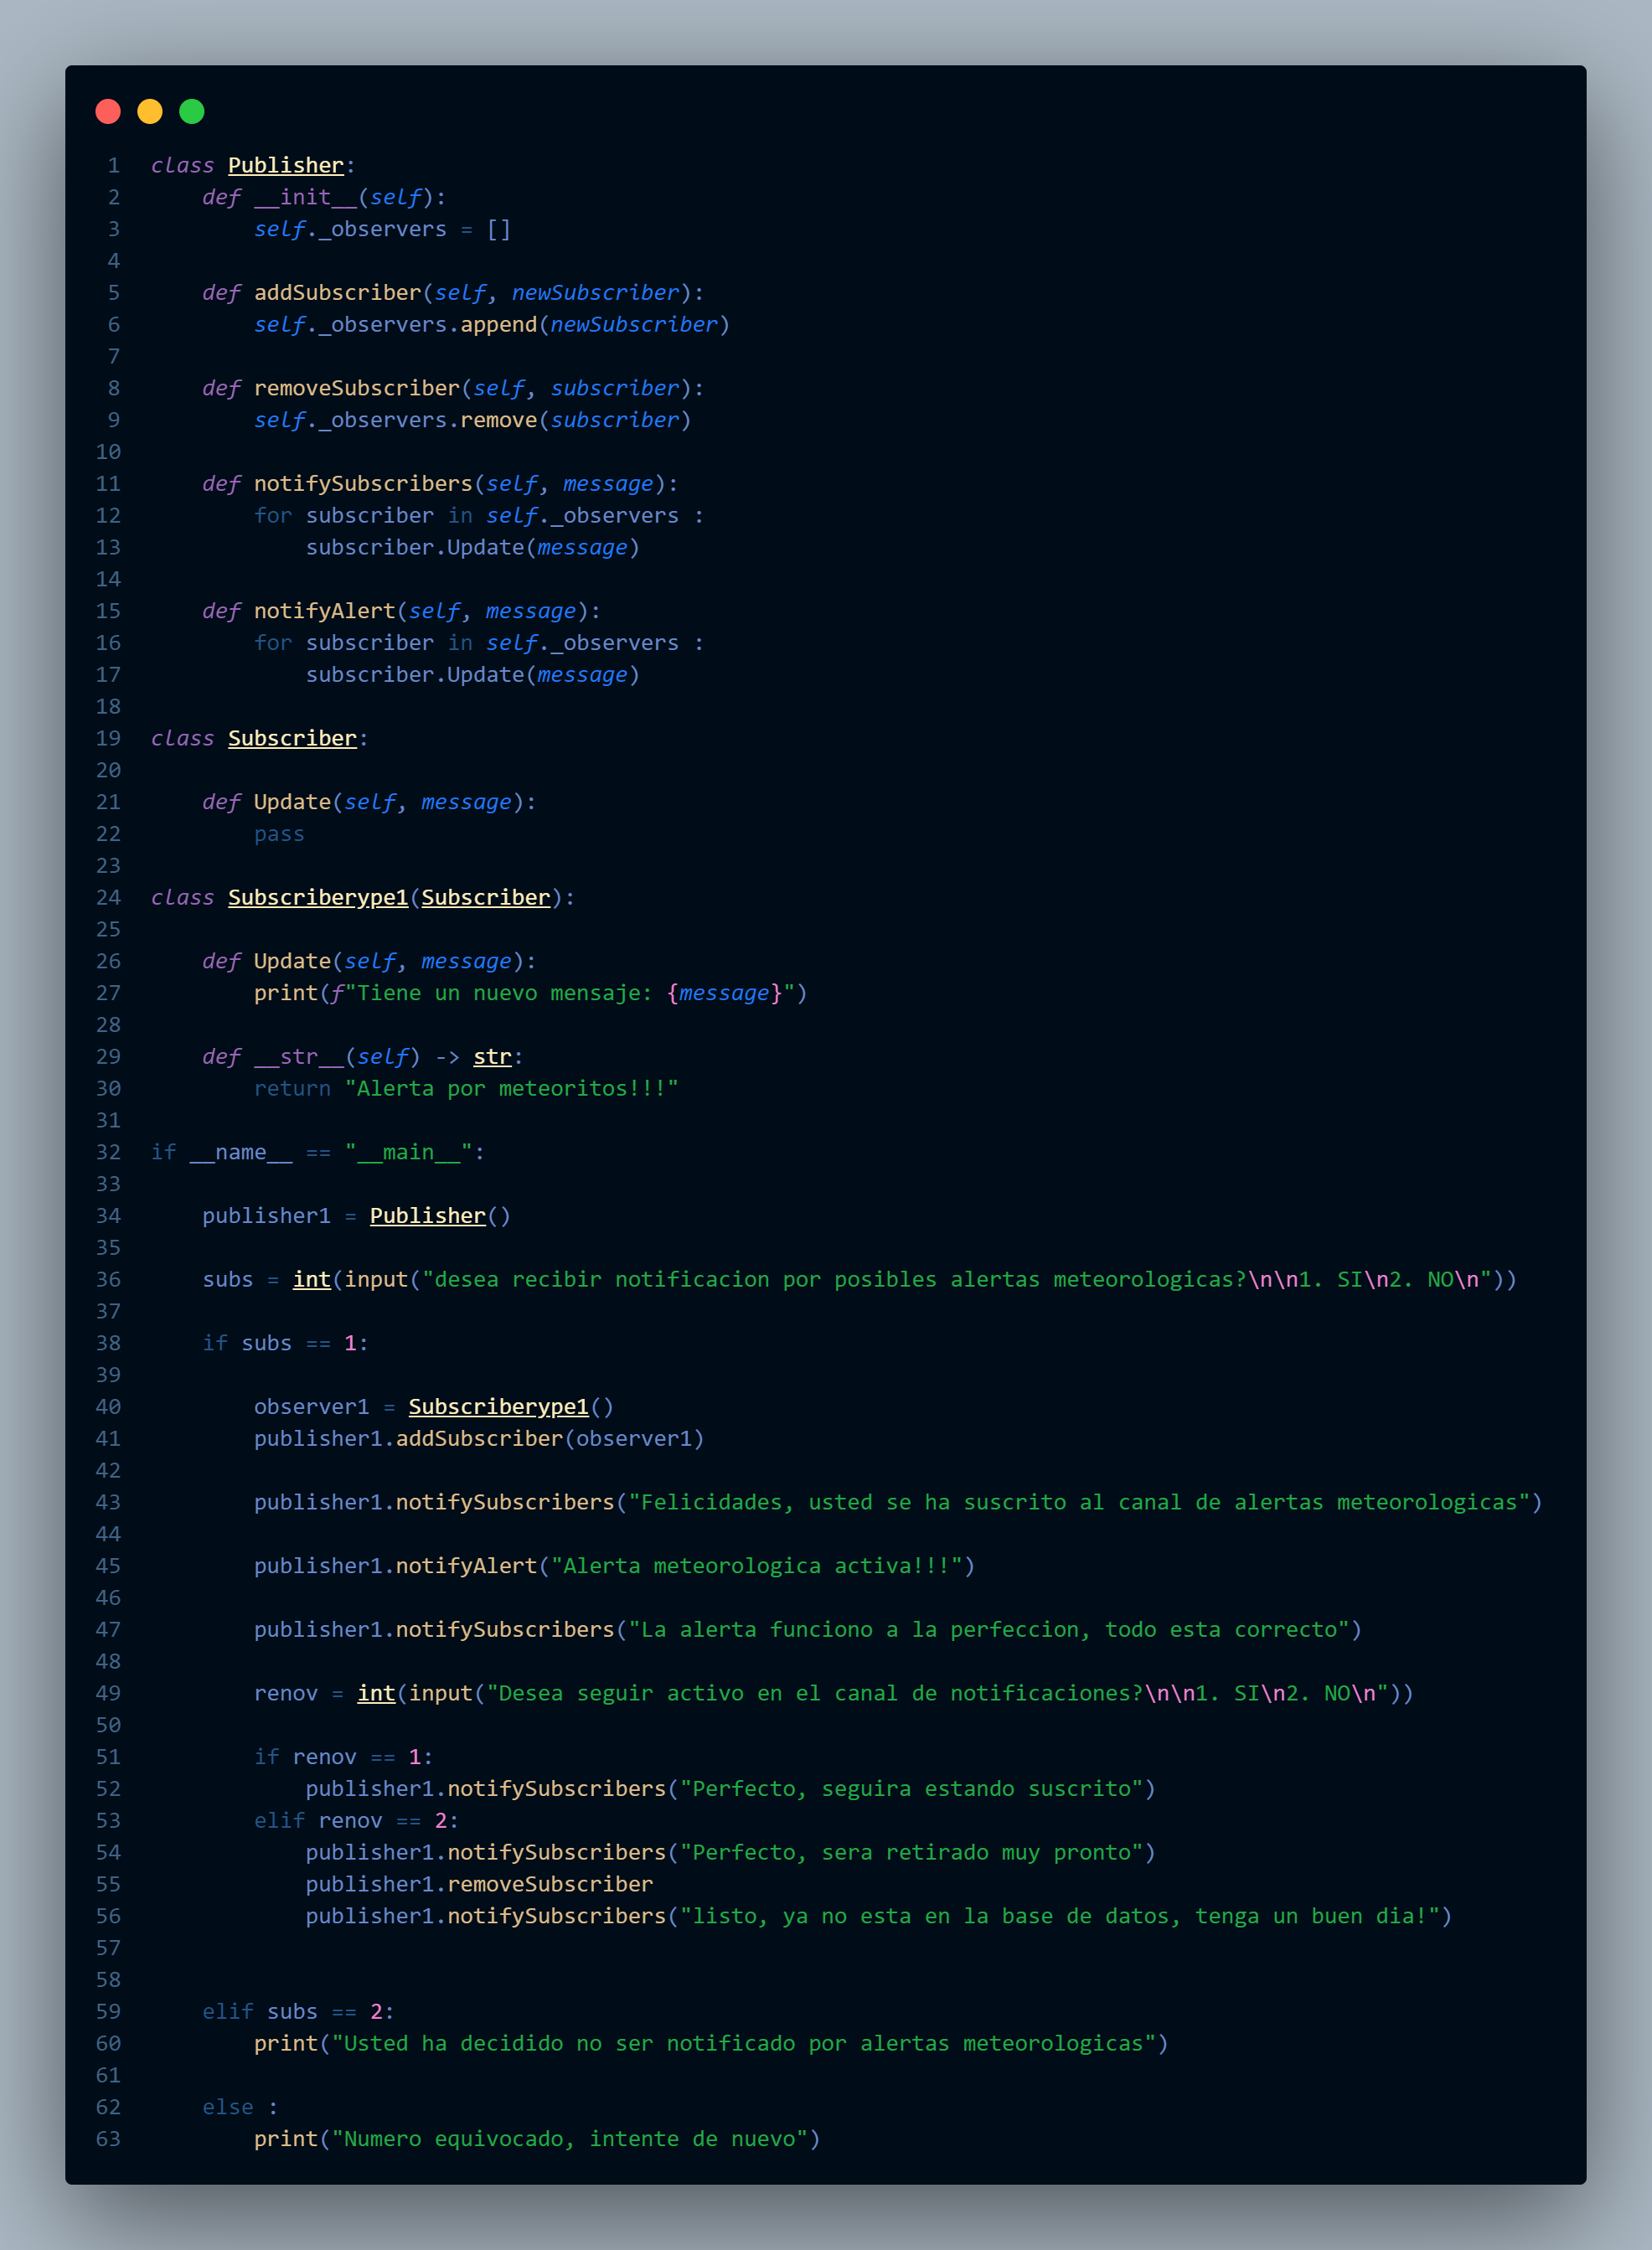 1 class Publisher:
2     def __init__(self):
3         self._observers = []
4
5     def addSubscriber(self, newSubscriber):
6         self._observers.append(newSubscriber)
7
8     def removeSubscriber(self, subscriber):
9         self._observers.remove(subscriber)
10
11     def notifySubscribers(self, message):
12         for subscriber in self._observers :
13             subscriber.Update(message)
14
15     def notifyAlert(self, message):
16         for subscriber in self._observers :
17             subscriber.Update(message)
18
19 class Subscriber:
20
21     def Update(self, message):
22         pass
23
24 class Subscriberype1(Subscriber):
25
26     def Update(self, message):
27         print(f"Tiene un nuevo mensaje: {message}")
28
29     def __str__(self) -> str:
30         return "Alerta por meteoritos!!!"
31
32 if __name__ == "__main__":
33
34     publisher1 = Publisher()
35
36     subs = int(input("desea recibir notificacion por posibles alertas meteorologicas?\n\n1. SI\n2. NO\n"))
37
38     if subs == 1:
39
40         observer1 = Subscriberype1()
41         publisher1.addSubscriber(observer1)
42
43         publisher1.notifySubscribers("Felicidades, usted se ha suscrito al canal de alertas meteorologicas")
44
45         publisher1.notifyAlert("Alerta meteorologica activa!!!")
46
47         publisher1.notifySubscribers("La alerta funciono a la perfeccion, todo esta correcto")
48
49         renov = int(input("Desea seguir activo en el canal de notificaciones?\n\n1. SI\n2. NO\n"))
50
51         if renov == 1:
52             publisher1.notifySubscribers("Perfecto, seguira estando suscrito")
53         elif renov == 2:
54             publisher1.notifySubscribers("Perfecto, sera retirado muy pronto")
55             publisher1.removeSubscriber
56             publisher1.notifySubscribers("listo, ya no esta en la base de datos, tenga un buen dia!")
57
58
59     elif subs == 2:
60         print("Usted ha decidido no ser notificado por alertas meteorologicas")
61
62     else :
63         print("Numero equivocado, intente de nuevo")